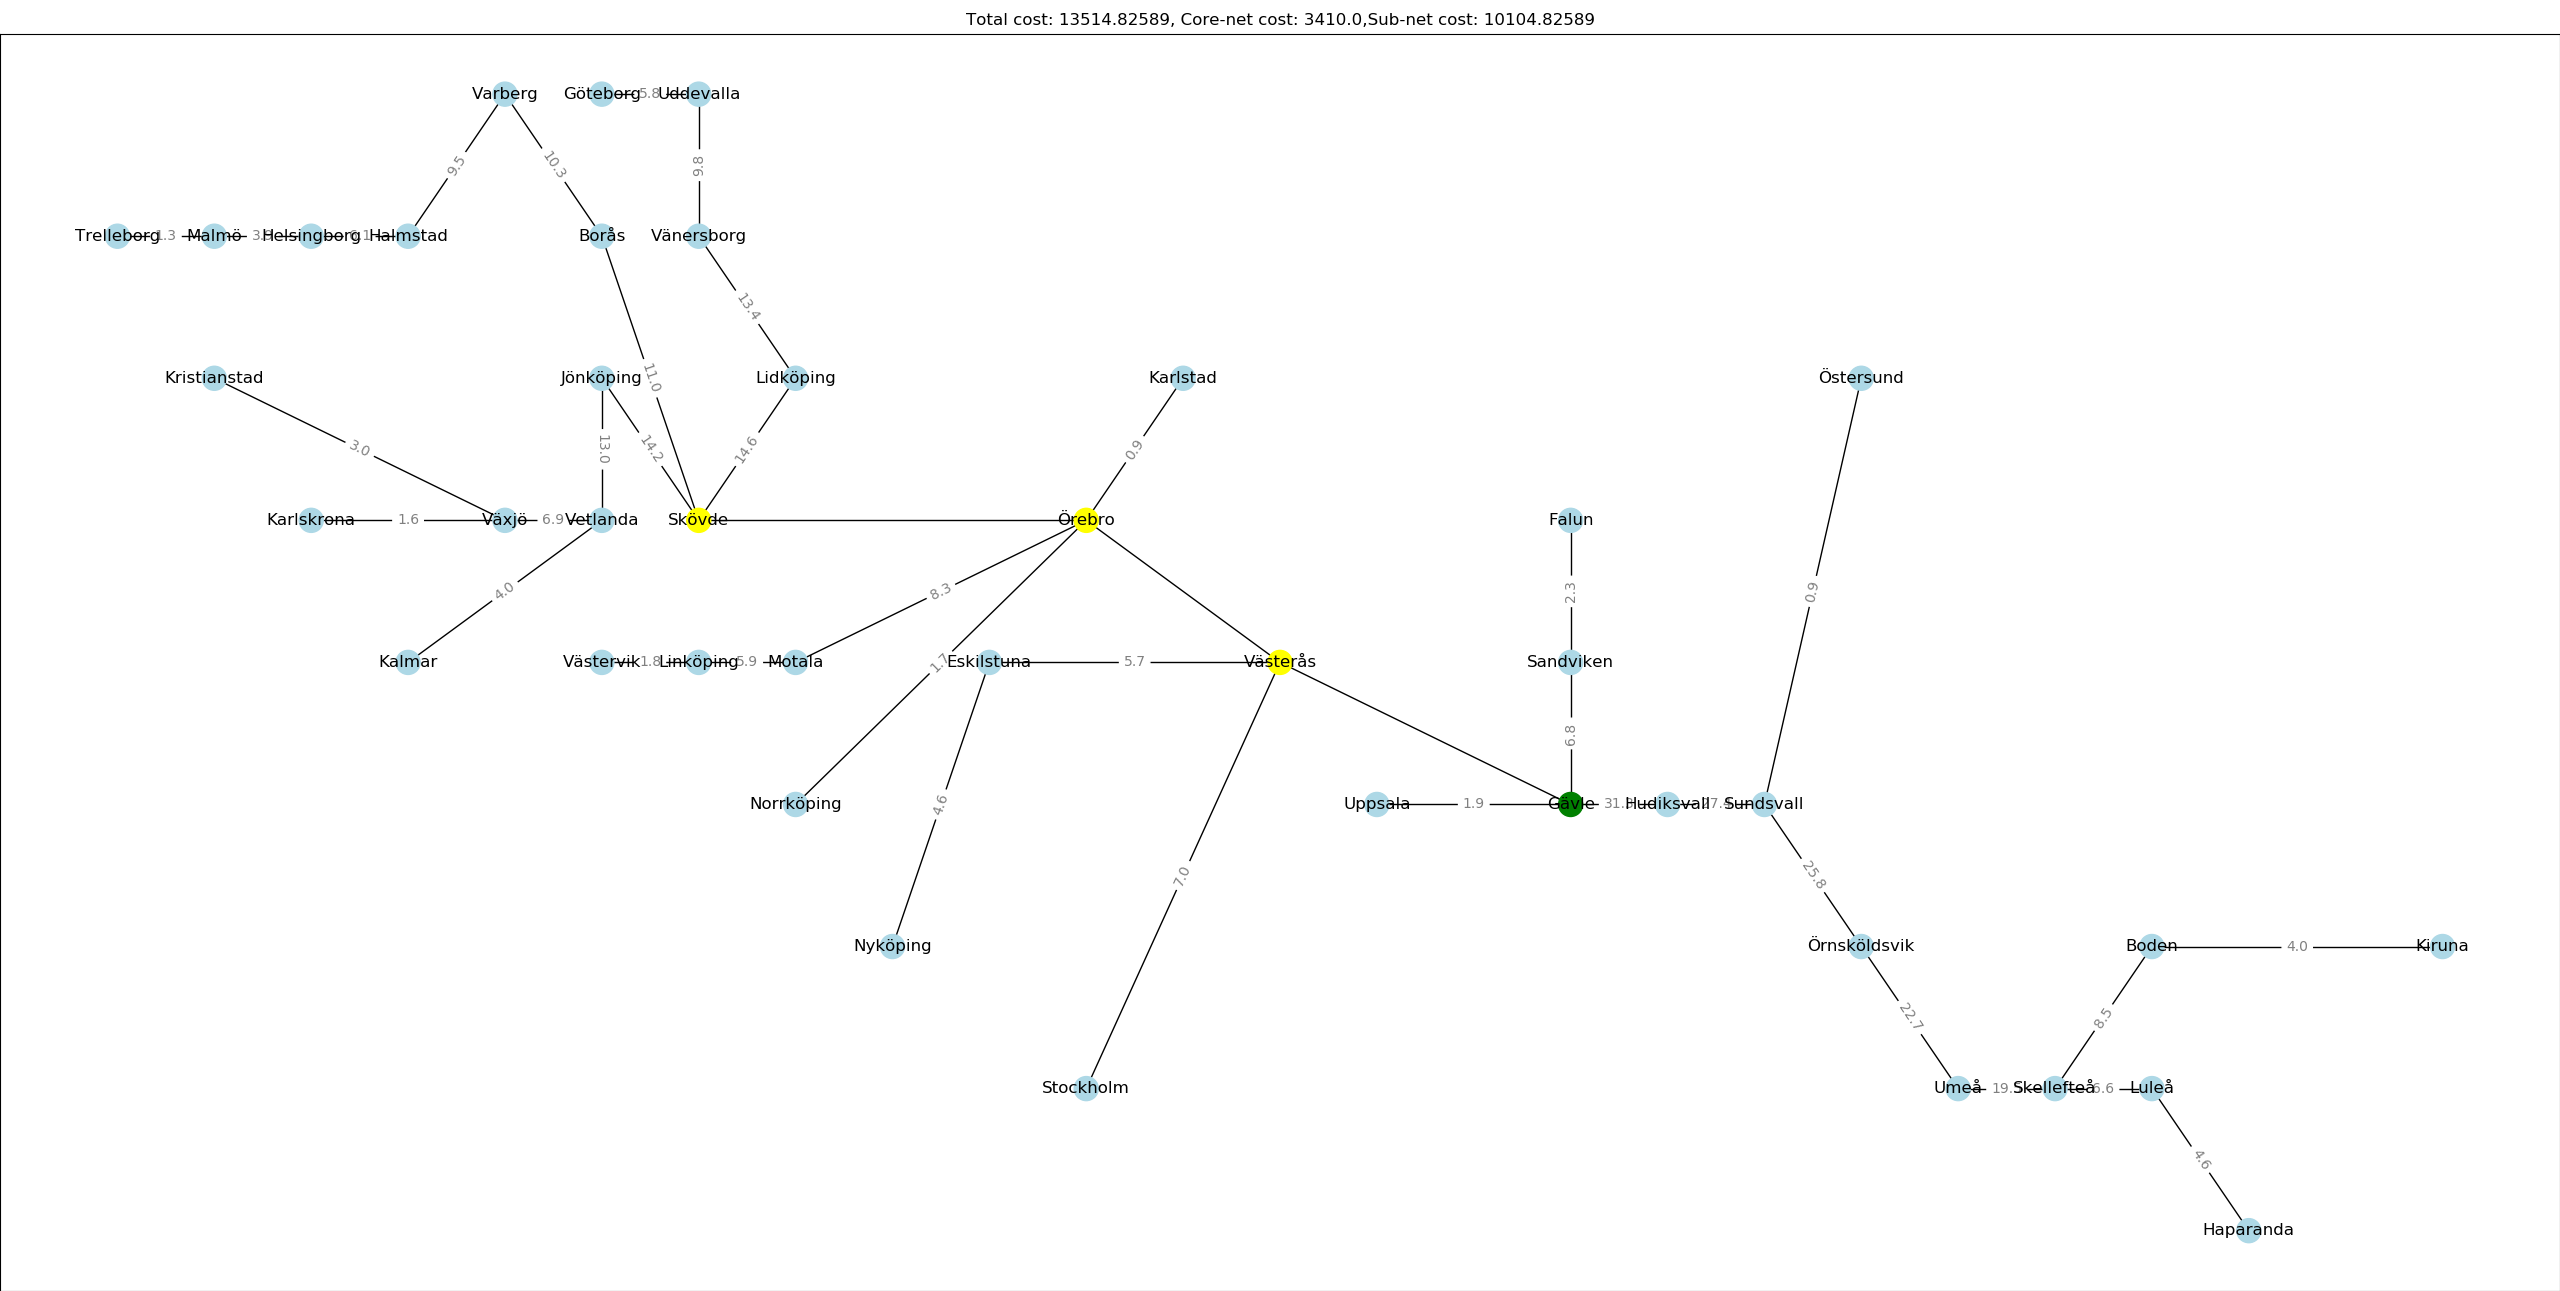 Total cost: 13514.82589, Core-net cost: 3410.0,Sub-net cost: 10104.82589
Varberg Göteborg 5.8 Uddevalla
9.5 10.3 9.8
Trelleborg 1.3 Malmö Helsingborg 6.1 Halmstad Borås Vänersborg
13.4
Kristianstad Jönköping 11.0 Lidköping Karlstad Östersund
3.0 13.0 14.2 14.6 0.9
Karlskrona 1.6 Växjö 6.9 Vetlanda Skövde Örebro Falun
4.0 8.3 2.3 0.9
Kalmar Västervik 1.8 Linköping 5.9 Motala 1.7 Eskilstuna 5.7 Västerås Sandviken
6.8
Norrköping 4.6 Uppsala 1.9 Gävle Hudiksvall Sundsvall
7.0 25.8
Nyköping Örnsköldsvik Boden 4.0 Kiruna
22.7 8.5
Stockholm Umeå Skellefteå 6.6 Luleå
4.6
Haparanda